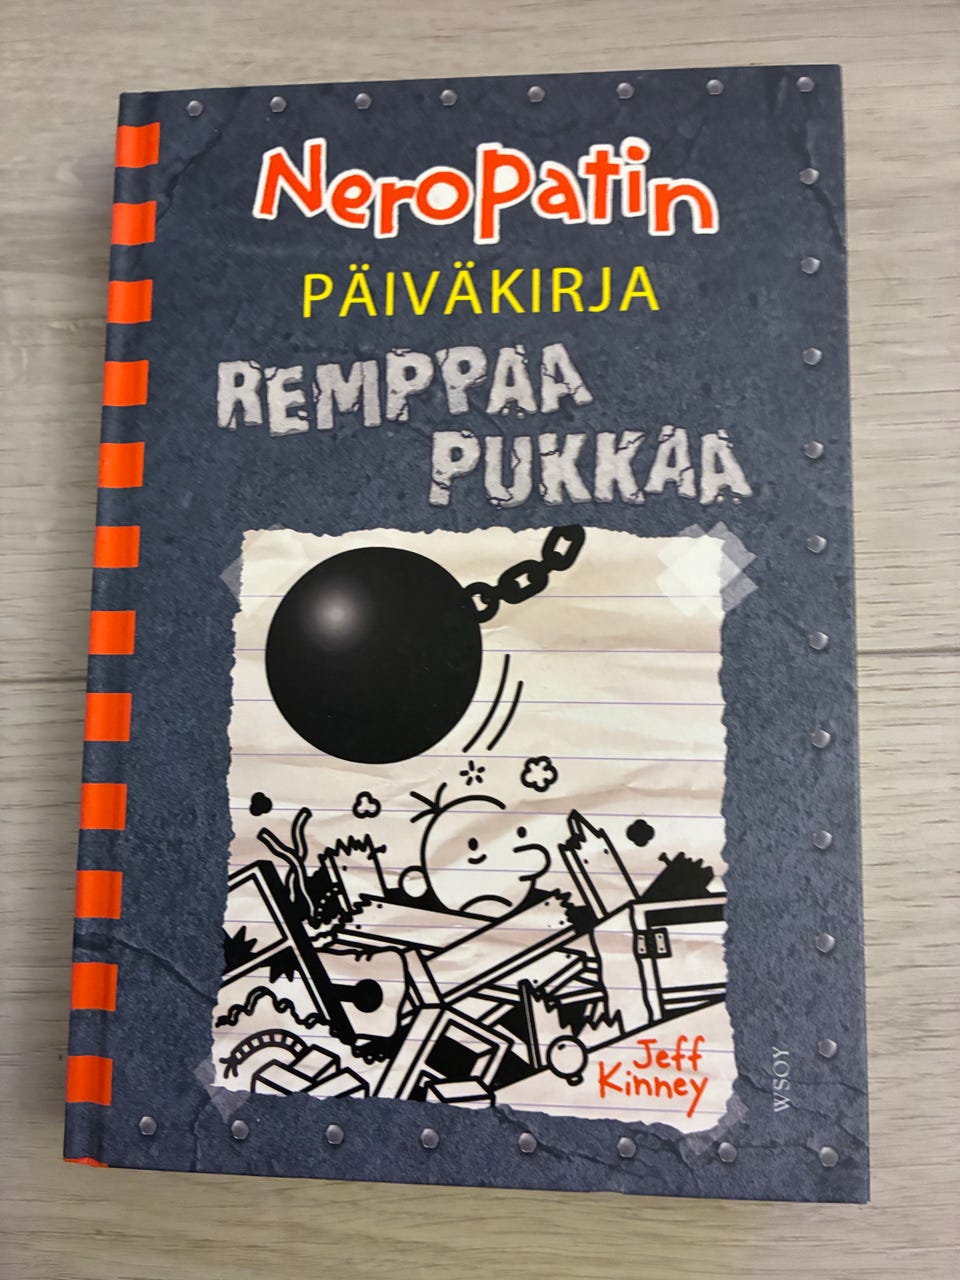 Neropatin
PÄIVÄKIRJA
REMPPAA
PUKKAA
Jeff
Kinney
WSOY